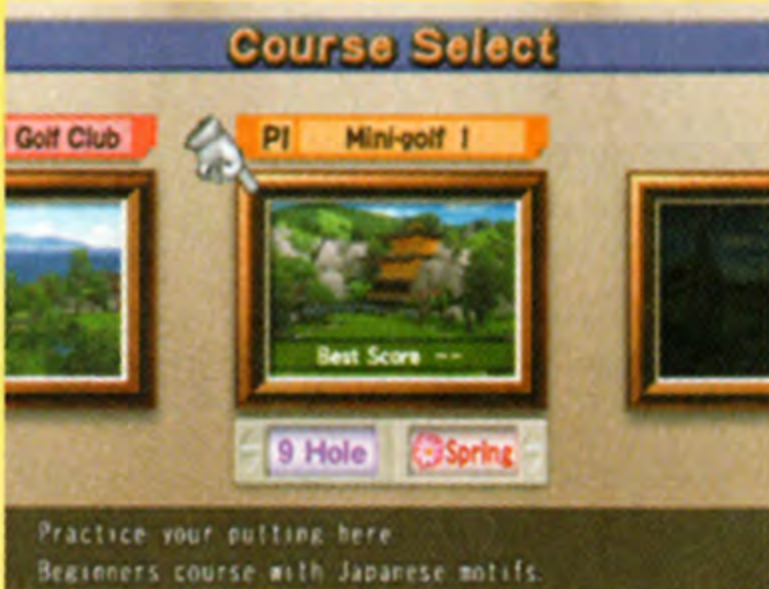 Course Select
Golf Club
P1 Mini-golf 1
Best Score --
9 Hole
Spring
Practice your putting here
Beginners course with Japanese motifs.